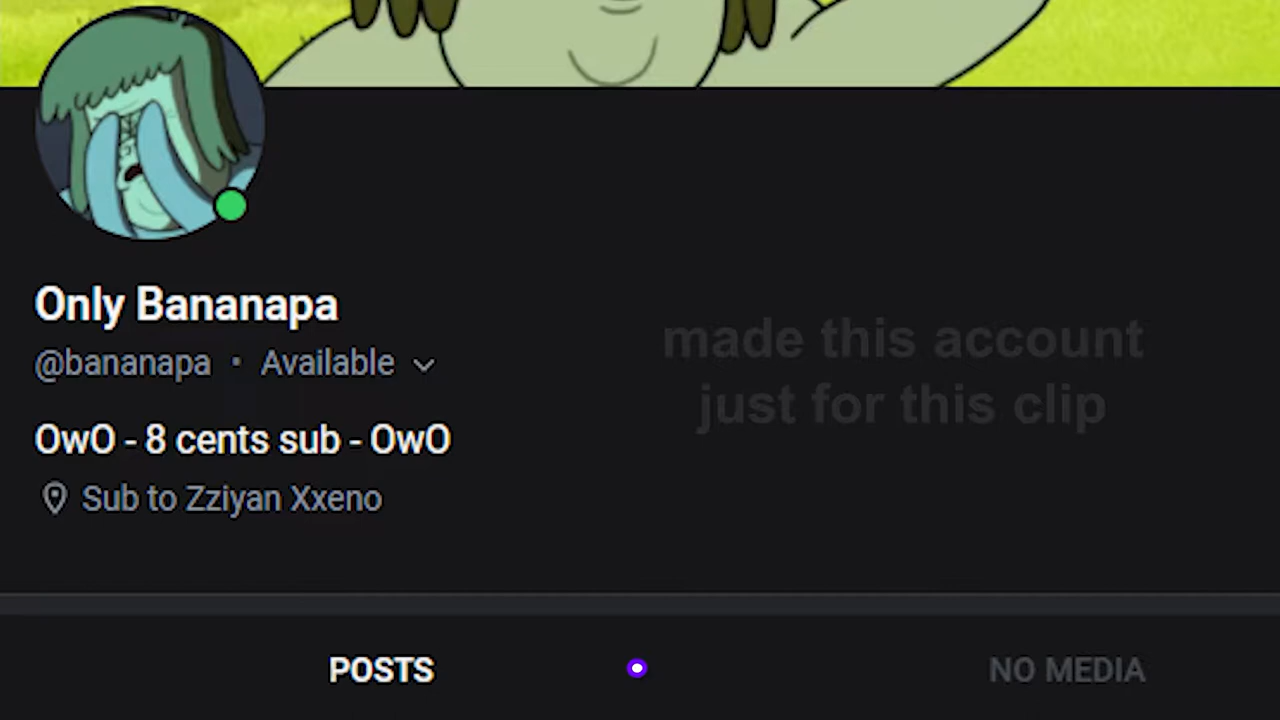 Only Bananapa
@bananapa • Available
OwO - 8 cents sub - OwO
Sub to Zziyan Xxeno
made this account
just for this clip
POSTS
NO MEDIA